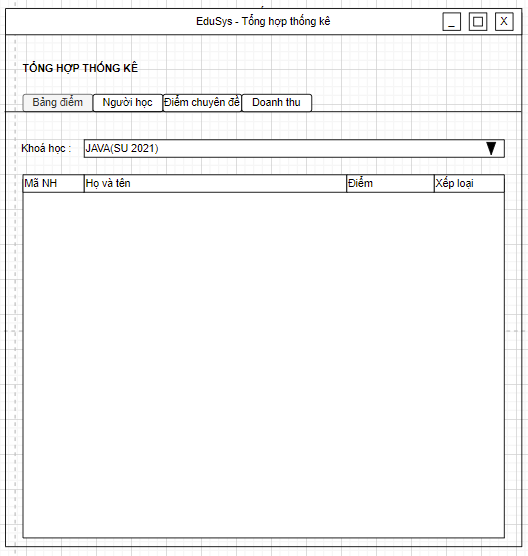 EduSys - Tổng hợp thống kê
_ X
TỔNG HỢP THỐNG KÊ
Bảng điểm Người học Điểm chuyên đề Doanh thu
Khoá học : JAVA(SU 2021)
Mã NH Họ và tên Điểm Xếp loại